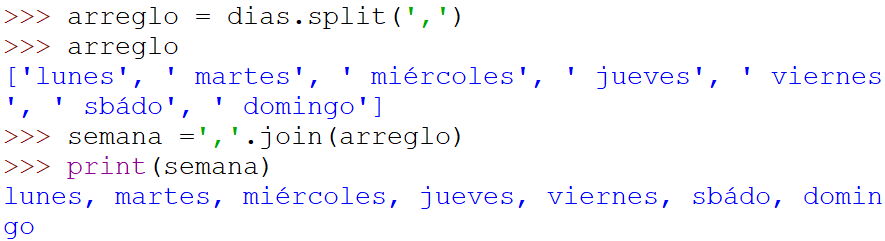 >>> arreglo = dias.split(',')
>>> arreglo
['lunes', ' martes', ' miércoles', ' jueves', ' viernes
', ' sbádo', ' domingo']
>>> semana =','.join(arreglo)
>>> print(semana)
lunes, martes, miércoles, jueves, viernes, sbádo, domin
go